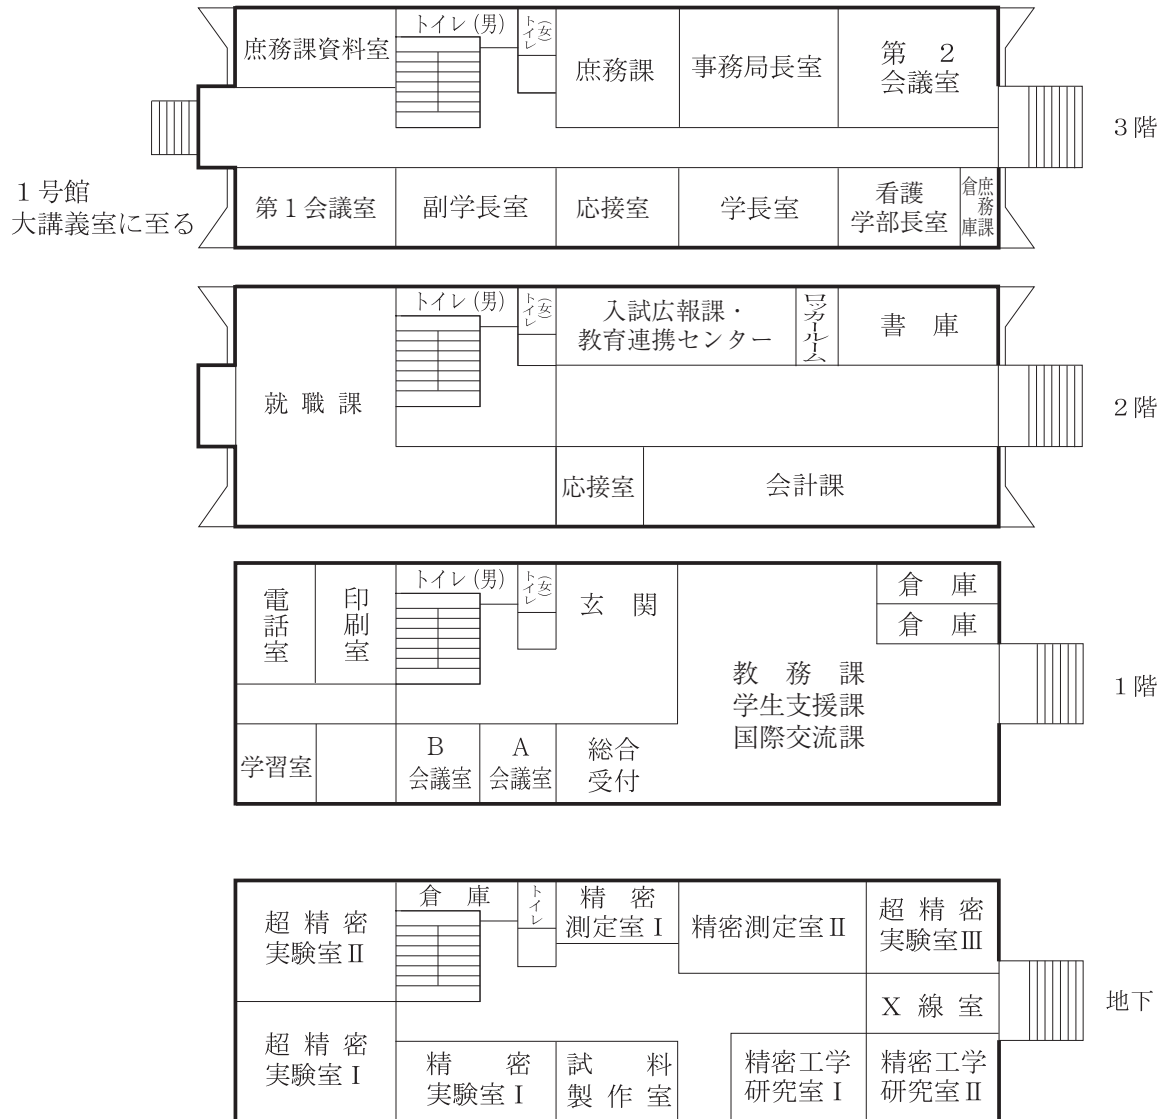 トイレ(男)
トイレ(女)
庶務課資料室
庶務課
事務局長室
第 2
会議室
3階
1号館
大講義室に至る
第1会議室
副学長室
応接室
学長室
看護
学部長室
庶務課
倉庫
トイレ(男)
トイレ(女)
入試広報課・
教育連携センター
ロッカールーム
書 庫
就 職 課
2階
応接室
会計課
電話室
印刷室
トイレ(男)
トイレ(女)
玄 関
倉 庫
倉 庫
教 務 課
学生支援課
国際交流課
1階
学習室
B
会議室
A
会議室
総合
受付
超 精 密
実験室Ⅱ
倉 庫
トイレ
精 密
測定室Ⅰ
精密測定室Ⅱ
超 精 密
実験室Ⅲ
X 線 室
地下
超 精 密
実験室Ⅰ
精 密
実験室Ⅰ
試 料
製 作 室
精密工学
研究室Ⅰ
精密工学
研究室Ⅱ